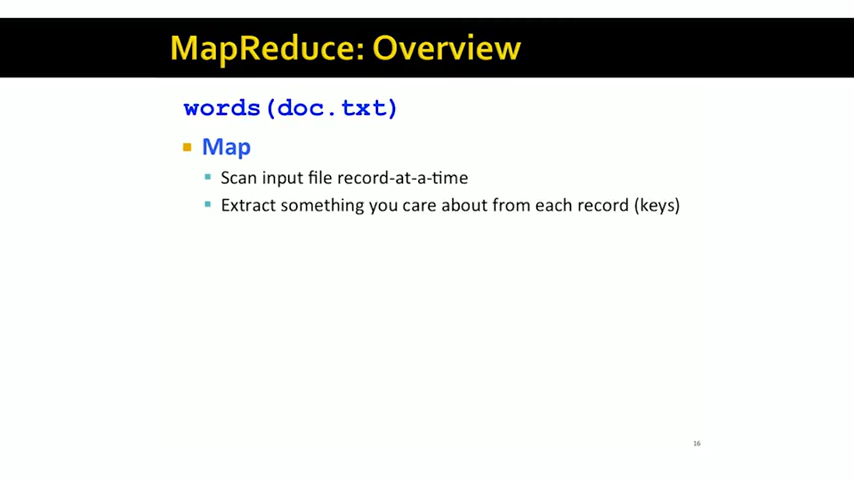 MapReduce: Overview
words(doc.txt)
Map
Scan input file record-at-a-time
Extract something you care about from each record (keys)
16